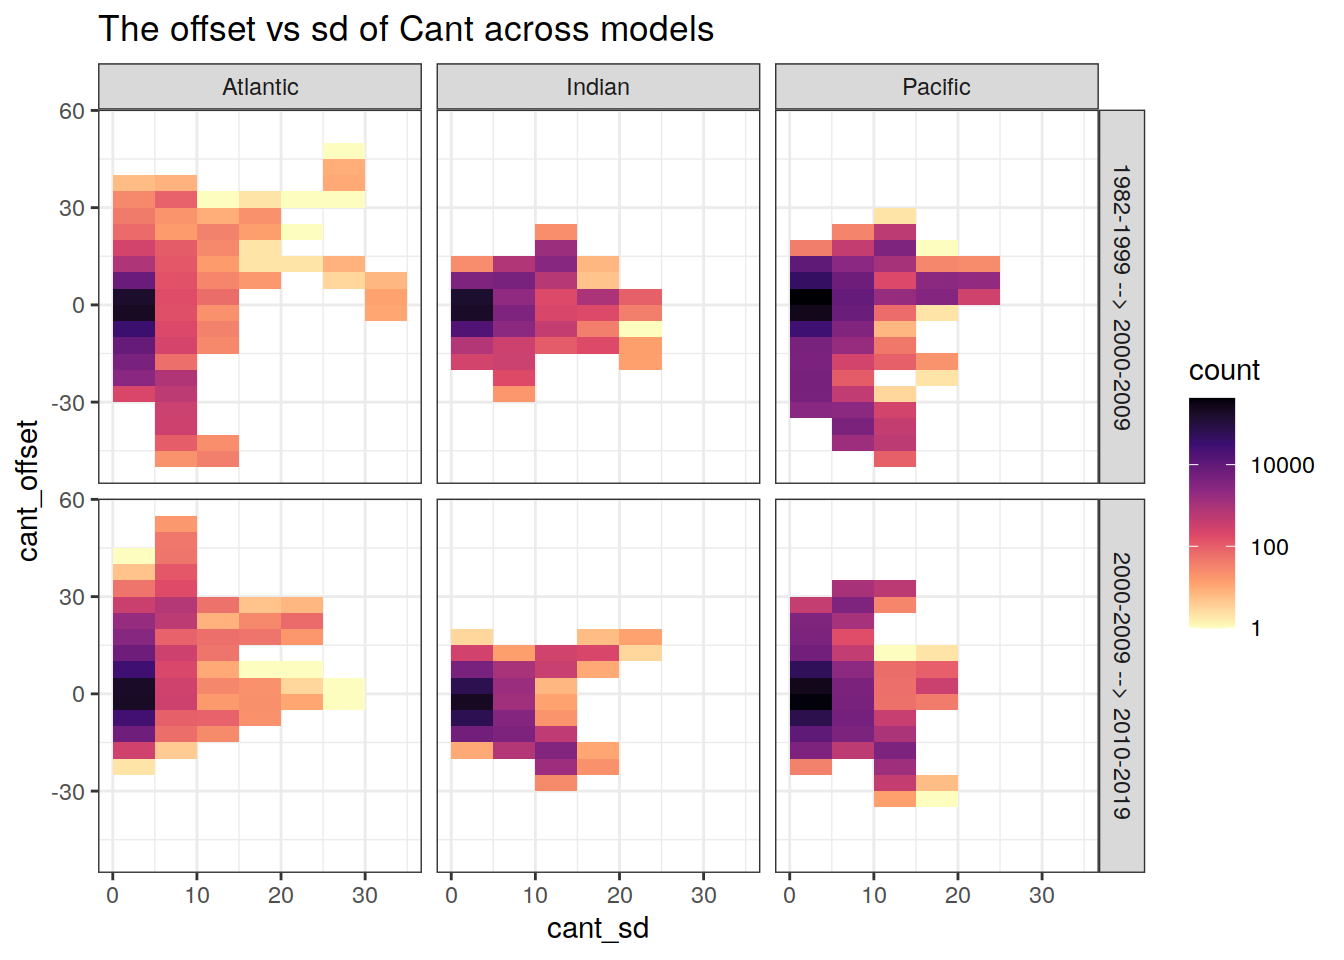 The offset vs sd of Cant across models
Atlantic
Indian
Pacific
60
30
0
-30
1982-1999 --> 2000-2009
60
30
0
-30
2000-2009 --> 2010-2019
cant_offset
0
10
20
30
0
10
20
30
0
10
20
30
cant_sd
count
10000
100
1